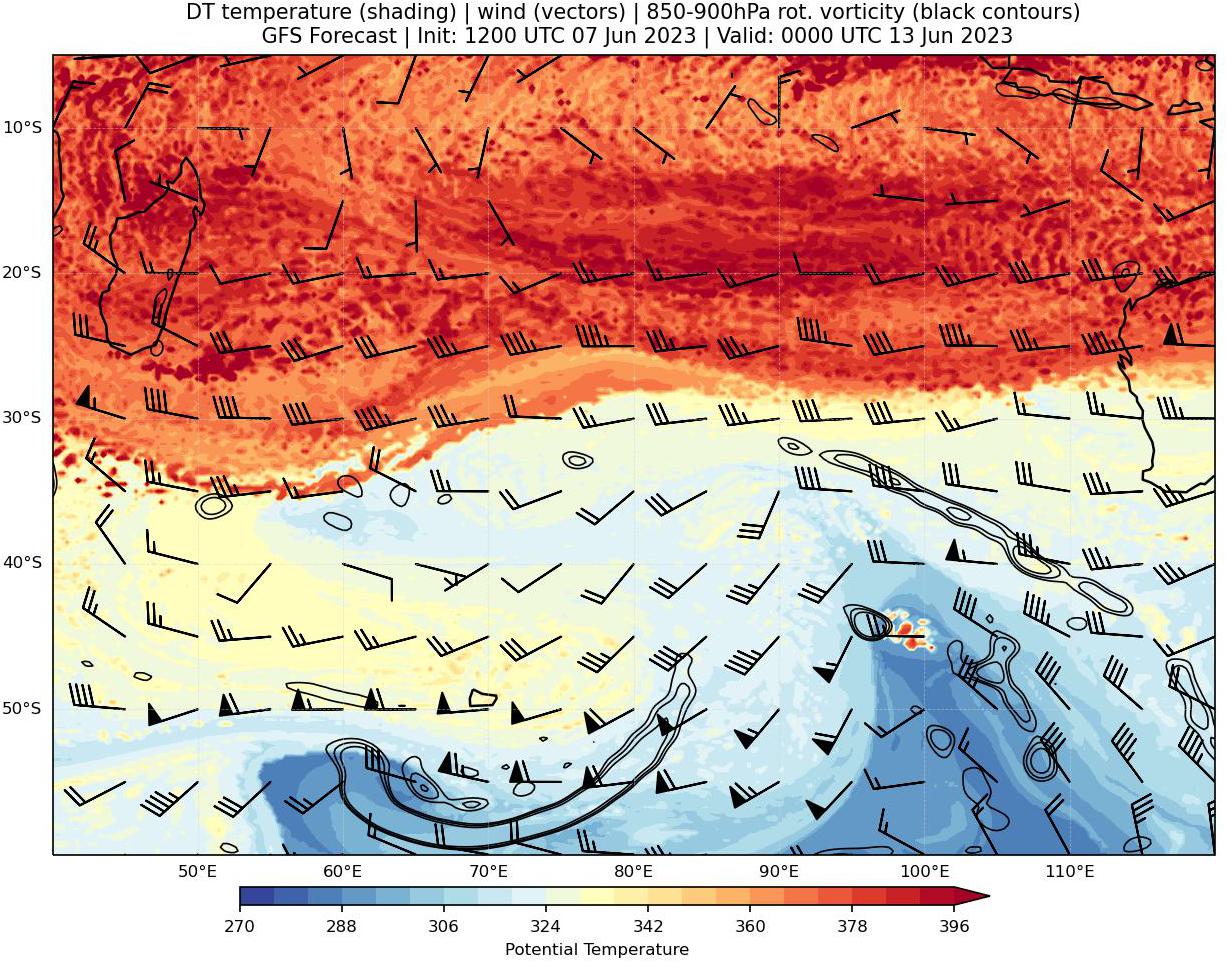 DT temperature (shading) | wind (vectors) | 850-900hPa rot. vorticity (black contours)
GFS Forecast | Init: 1200 UTC 07 Jun 2023 | Valid: 0000 UTC 13 Jun 2023
10°S
20°S
30°S
40°S
50°S
50°E 60°E 70°E 80°E 90°E 100°E 110°E
270 288 306 324 342 360 378 396
Potential Temperature